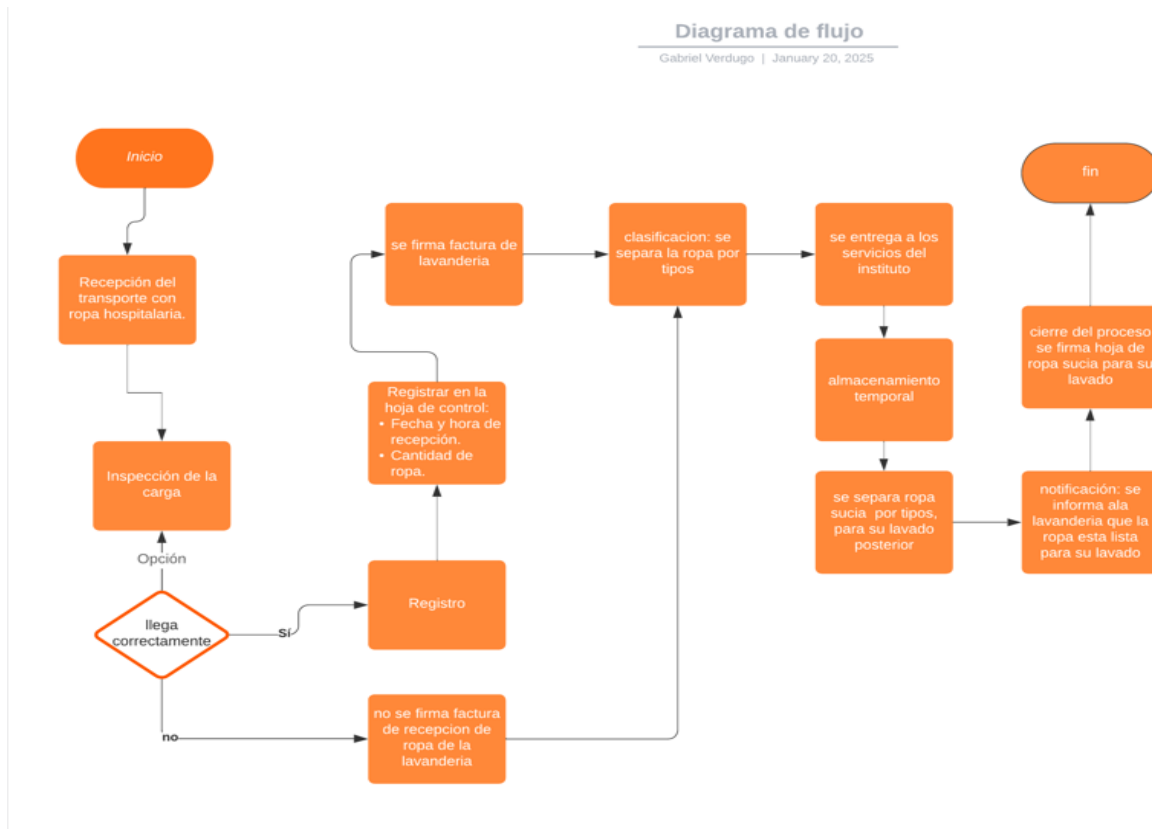 Diagrama de flujo
Gabriel Verdugo | January 20, 2025
Inicio
Recepción del
transporte con
ropa hospitalaria.
Inspección de la
carga
Opción
llega
correctamente
Sí
no
Registro
Registrar en la
hoja de control:
• Fecha y hora de
recepción.
• Cantidad de
ropa.
se firma factura de
lavanderia
no se firma factura
de recepcion de
ropa de la
lavanderia
clasificacion: se
separa la ropa por
tipos
se entrega a los
servicios del
instituto
almacenamiento
temporal
se separa ropa
sucia por tipos,
para su lavado
posterior
notificación: se
informa ala
lavanderia que la
ropa esta lista
para su lavado
cierre del proceso
se firma hoja de
ropa sucia para su
lavado
fin